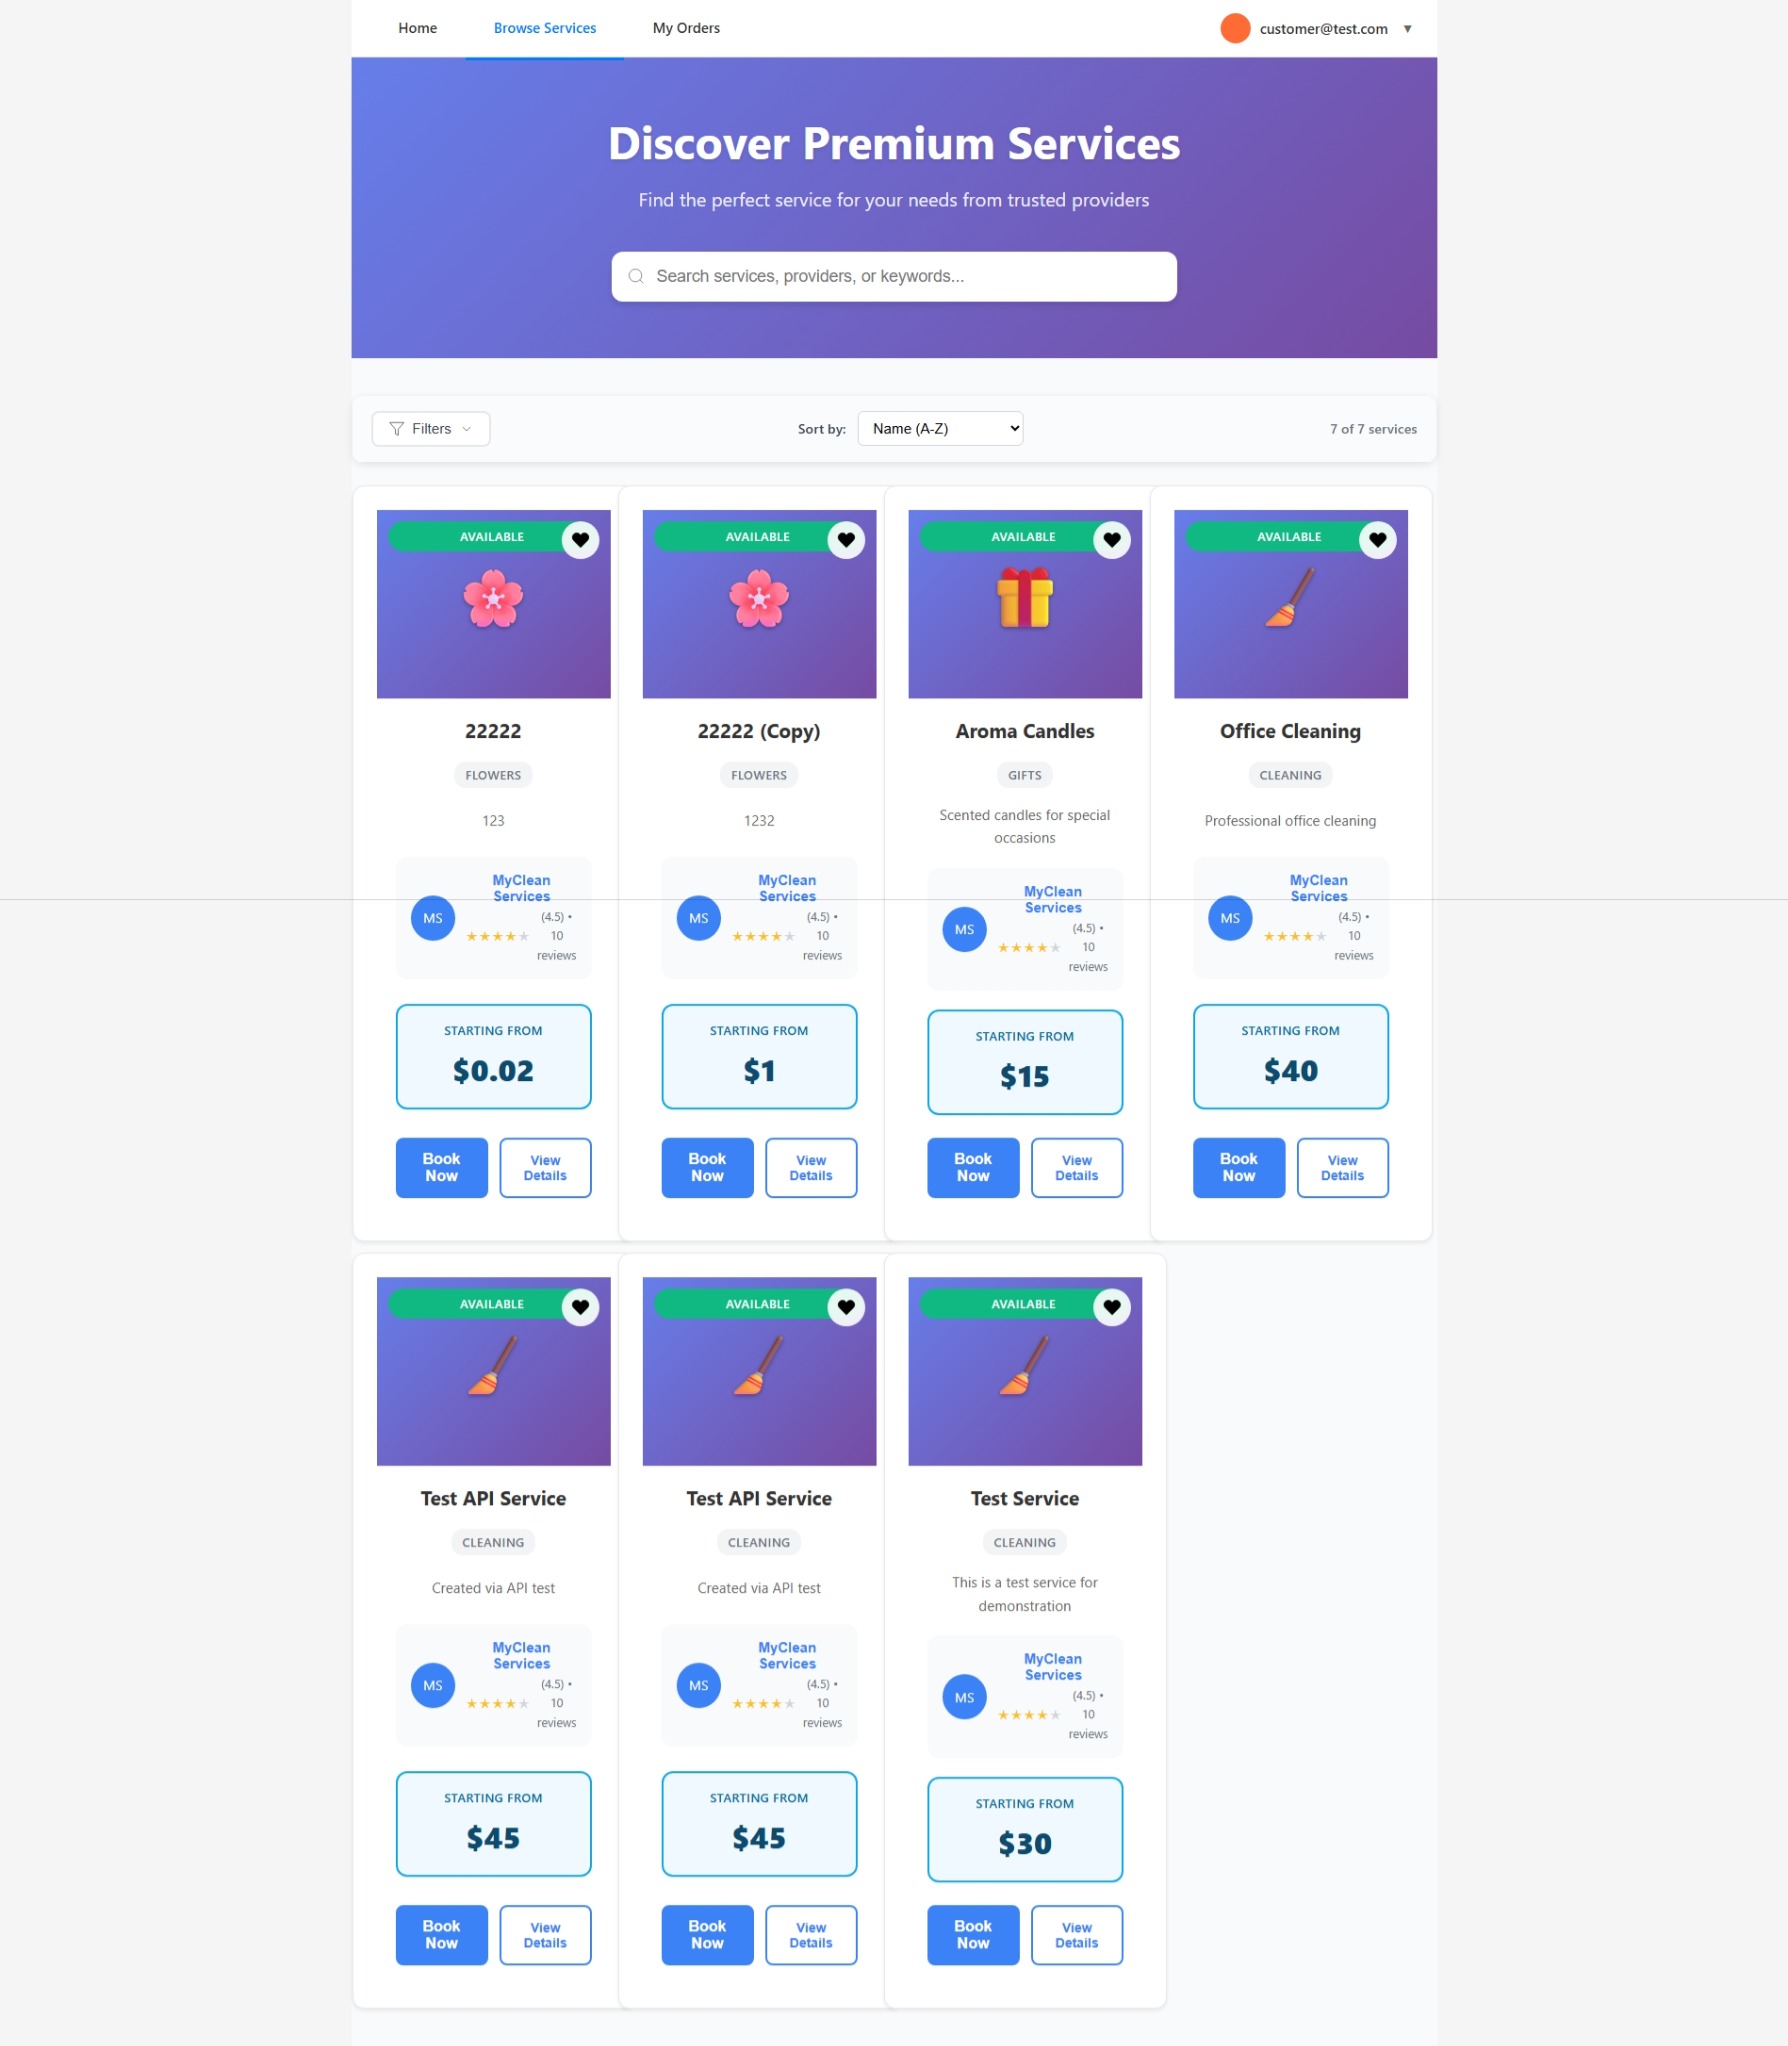 Home
Browse Services
My Orders
customer@test.com ▼
Discover Premium Services
Find the perfect service for your needs from trusted providers
Search services, providers, or keywords...
Filters
Sort by:
Name (A-Z)
7 of 7 services
AVAILABLE
22222
FLOWERS
123
MS
MyClean
Services
★★★★★
(4.5) •
10
reviews
STARTING FROM
$0.02
Book
Now
View
Details
AVAILABLE
22222 (Copy)
FLOWERS
1232
MS
MyClean
Services
★★★★★
(4.5) •
10
reviews
STARTING FROM
$1
Book
Now
View
Details
AVAILABLE
Aroma Candles
GIFTS
Scented candles for special
occasions
MS
MyClean
Services
★★★★★
(4.5) •
10
reviews
STARTING FROM
$15
Book
Now
View
Details
AVAILABLE
Office Cleaning
CLEANING
Professional office cleaning
MS
MyClean
Services
★★★★★
(4.5) •
10
reviews
STARTING FROM
$40
Book
Now
View
Details
AVAILABLE
Test API Service
CLEANING
Created via API test
MS
MyClean
Services
★★★★★
(4.5) •
10
reviews
STARTING FROM
$45
Book
Now
View
Details
AVAILABLE
Test API Service
CLEANING
Created via API test
MS
MyClean
Services
★★★★★
(4.5) •
10
reviews
STARTING FROM
$45
Book
Now
View
Details
AVAILABLE
Test Service
CLEANING
This is a test service for
demonstration
MS
MyClean
Services
★★★★★
(4.5) •
10
reviews
STARTING FROM
$30
Book
Now
View
Details